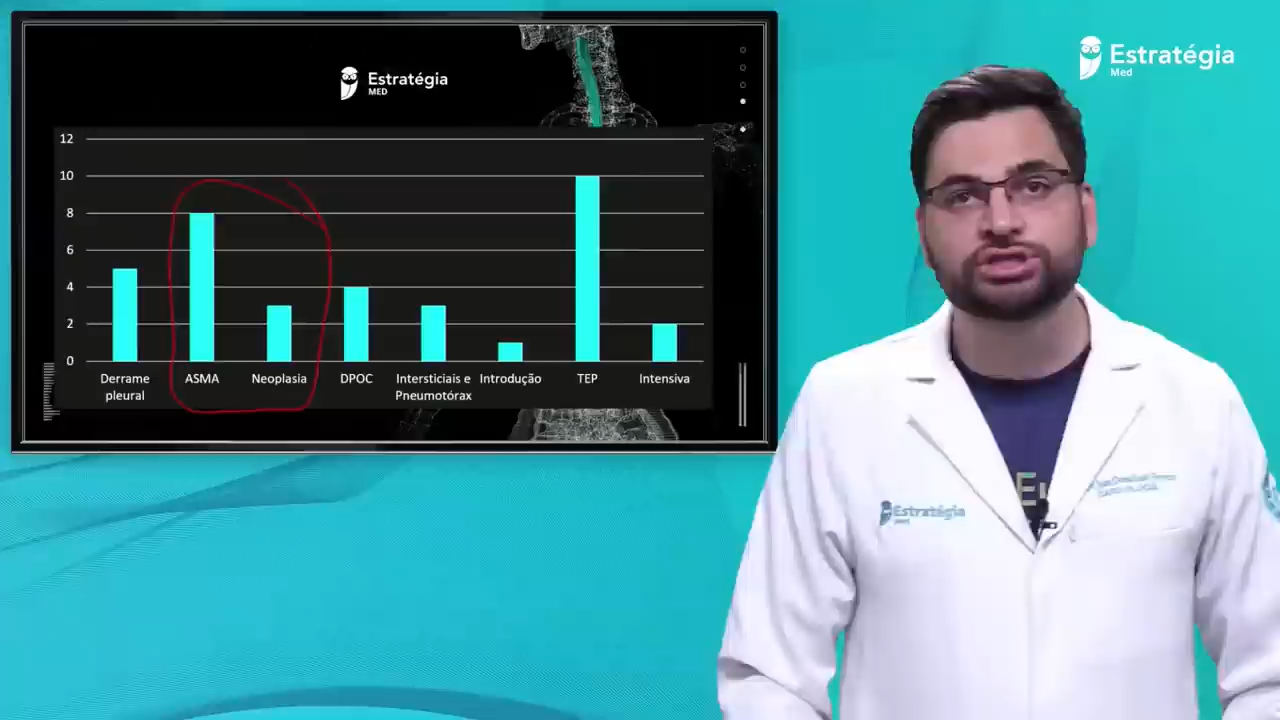 Estratégia
MED
12
10
8
6
4
2
0
Derrame
pleural
ASMA
Neoplasia
DPOC
Intersticiais e
Pneumotórax
Introdução
TEP
Intensiva
Estratégia
Med
Estratégia
MED